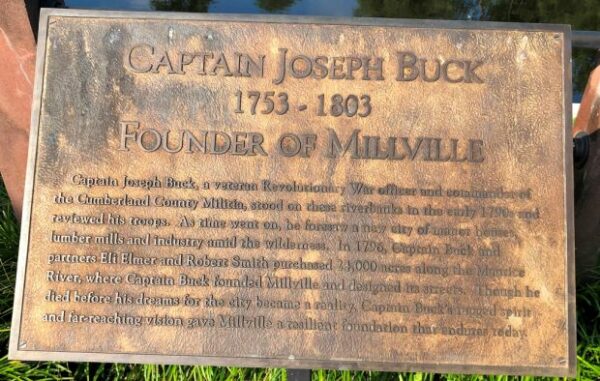 CAPTAIN JOSEPH BUCK
1753 - 1803
FOUNDER OF MILLVILLE
Captain Joseph Buck, a veteran Revolutionary War officer and commander of
the Cumberland County Militia, stood on these riverbanks in the early 1790s and
reviewed his troops. As time went on, he foresaw a new city of manor houses,
lumber mills and industry amid the wilderness. In 1796, Captain Buck and
partners Eli Elmer and Robert Smith purchased 23,000 acres along the Maurice
River, where Captain Buck founded Millville and designed its streets. Though he
died before his dreams for the city became a reality, Captain Buck's rugged spirit
and far-reaching vision gave Millville a resilient foundation that endures today.